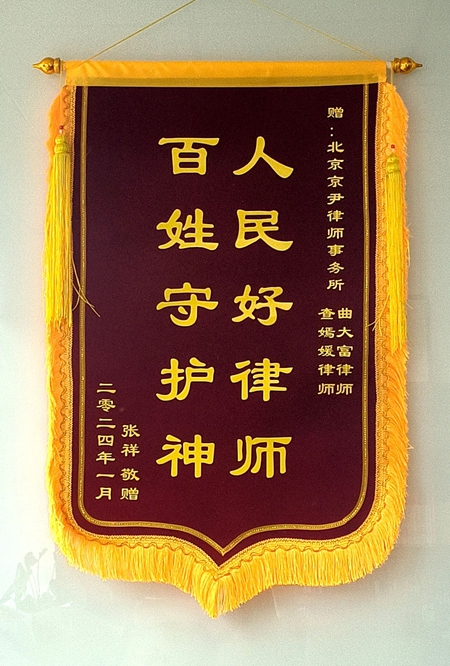 赠：北京京尹律师事务所
曲大富律师
查嫣媛律师
人民好律师
百姓守护神
张祥 敬赠
二零二四年一月